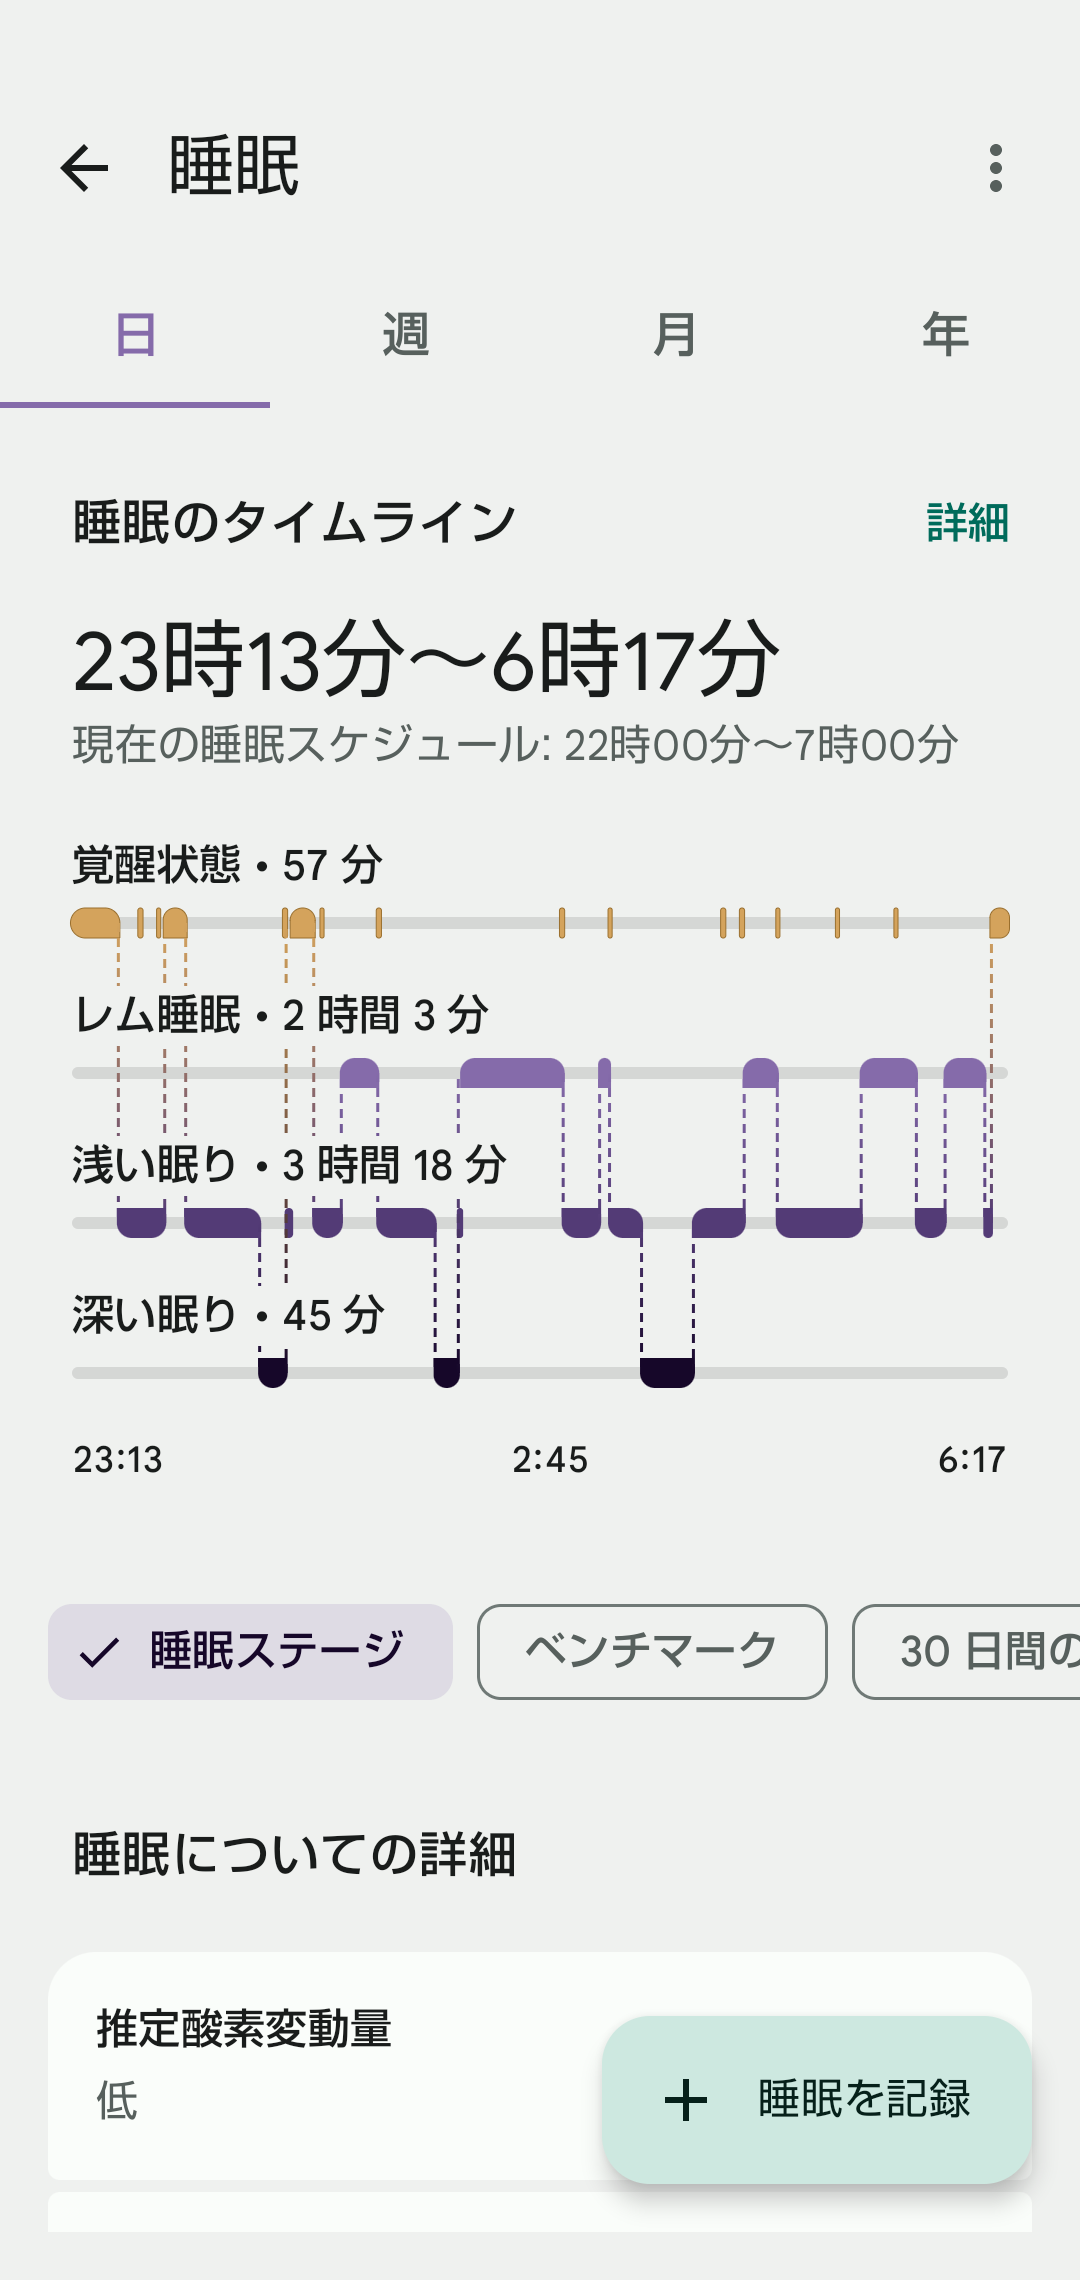 睡眠
日 週 月 年
睡眠のタイムライン 詳細
23時13分〜6時17分
現在の睡眠スケジュール: 22時00分〜7時00分
覚醒状態・57 分
レム睡眠・2 時間 3 分
浅い眠り・3 時間 18 分
深い眠り・45 分
23:13 2:45 6:17
睡眠ステージ ベンチマーク 30 日間の
睡眠についての詳細
推定酸素変動量
低
睡眠を記録